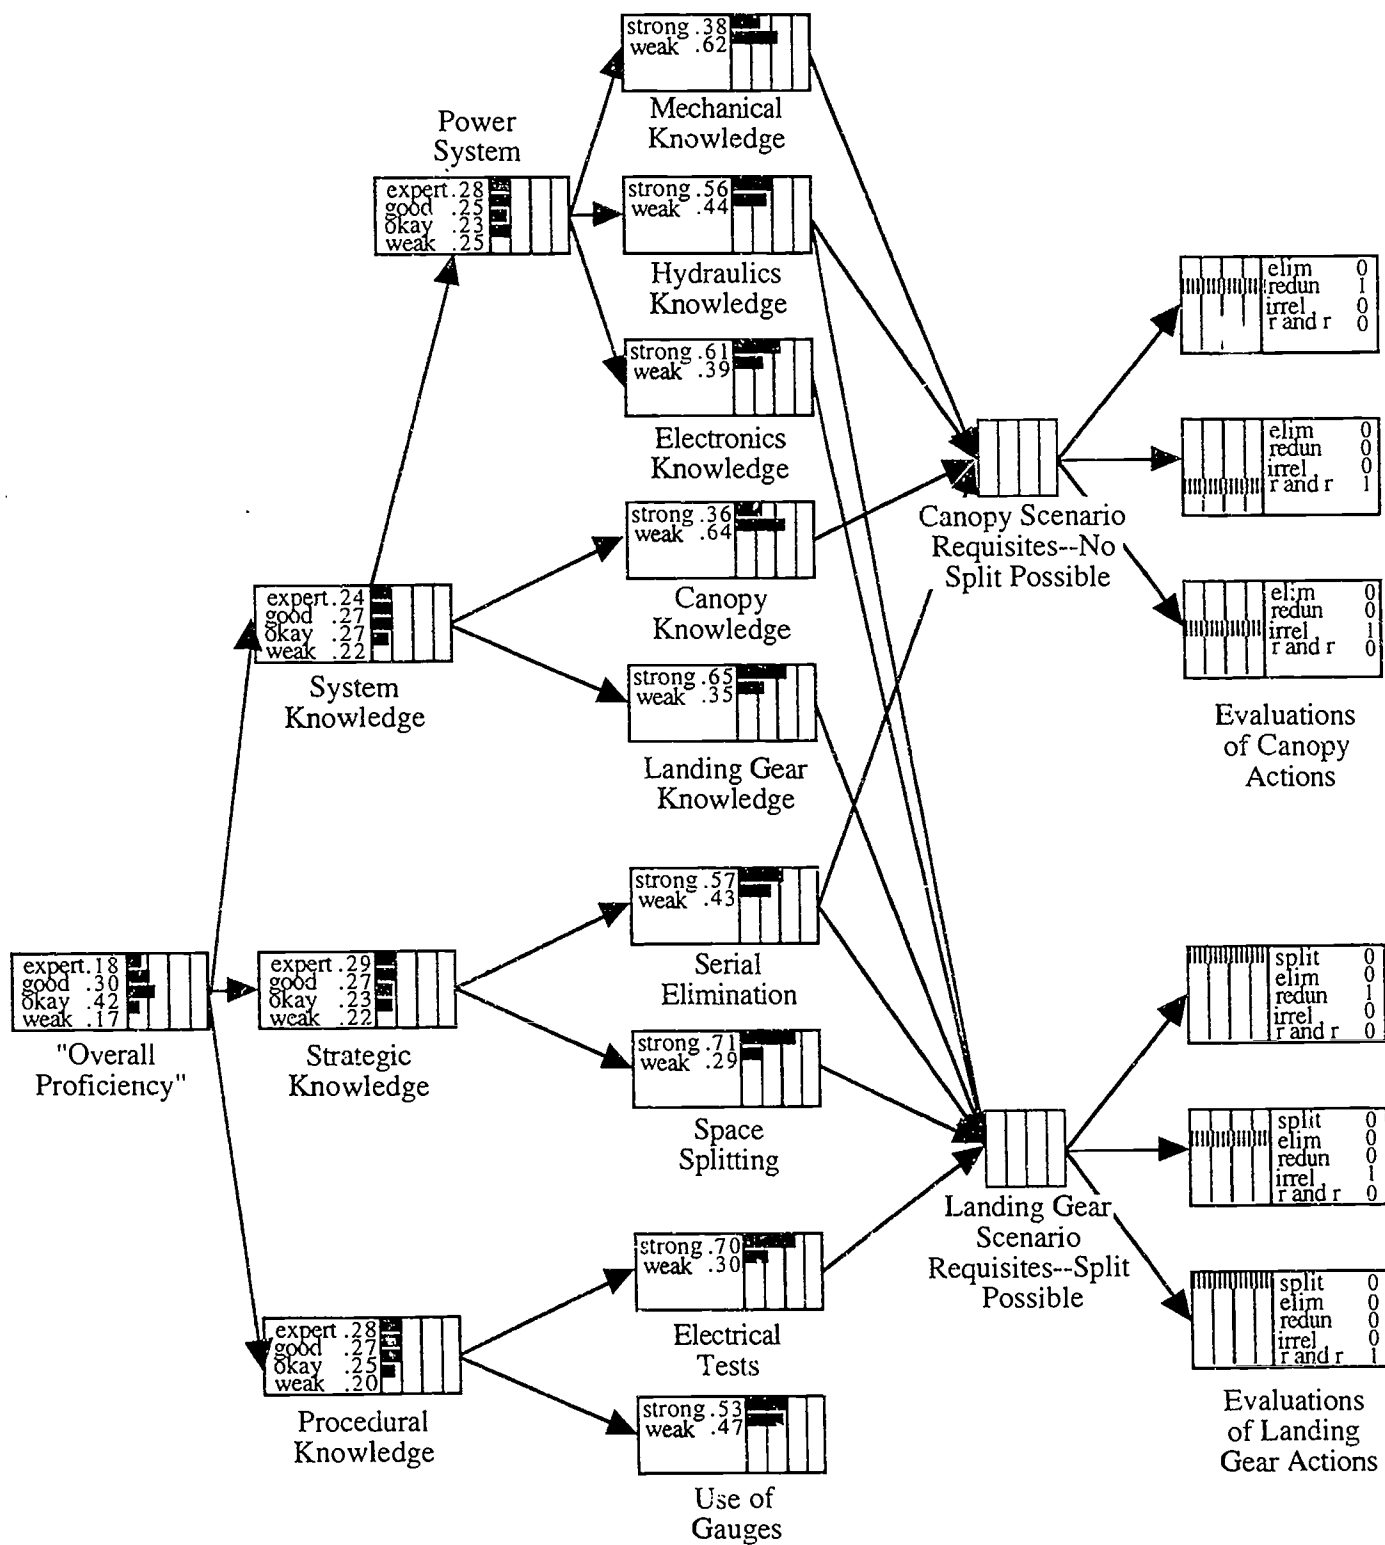 strong .38
weak .62
Mechanical
Knowledge
Power
System
expert .28
good .25
okay .23
weak .25
strong .56
weak .44
Hydraulics
Knowledge
strong .61
weak .39
Electronics
Knowledge
strong .36
weak .64
Canopy
Knowledge
expert .24
good .27
okay .27
weak .22
System
Knowledge
strong .65
weak .35
Landing Gear
Knowledge
strong .57
weak .43
Serial
Elimination
expert .18
good .30
okay .42
weak .17
"Overall
Proficiency"
expert .29
good .27
okay .23
weak .22
Strategic
Knowledge
strong .71
weak .29
Space
Splitting
strong .70
weak .30
Electrical
Tests
expert .28
good .27
okay .25
weak .20
Procedural
Knowledge
strong .53
weak .47
Use of
Gauges
Canopy Scenario
Requisites--No
Split Possible
elim 0
redun 1
irrel 0
r and r 0
elim 0
redun 0
irrel 0
r and r 1
elim 0
redun 0
irrel 1
r and r 0
Evaluations
of Canopy
Actions
Landing Gear
Scenario
Requisites--Split
Possible
split 0
elim 0
redun 1
irrel 0
r and r 0
split 0
elim 0
redun 0
irrel 1
r and r 0
split 0
elim 0
redun 0
irrel 0
r and r 1
Evaluations
of Landing
Gear Actions